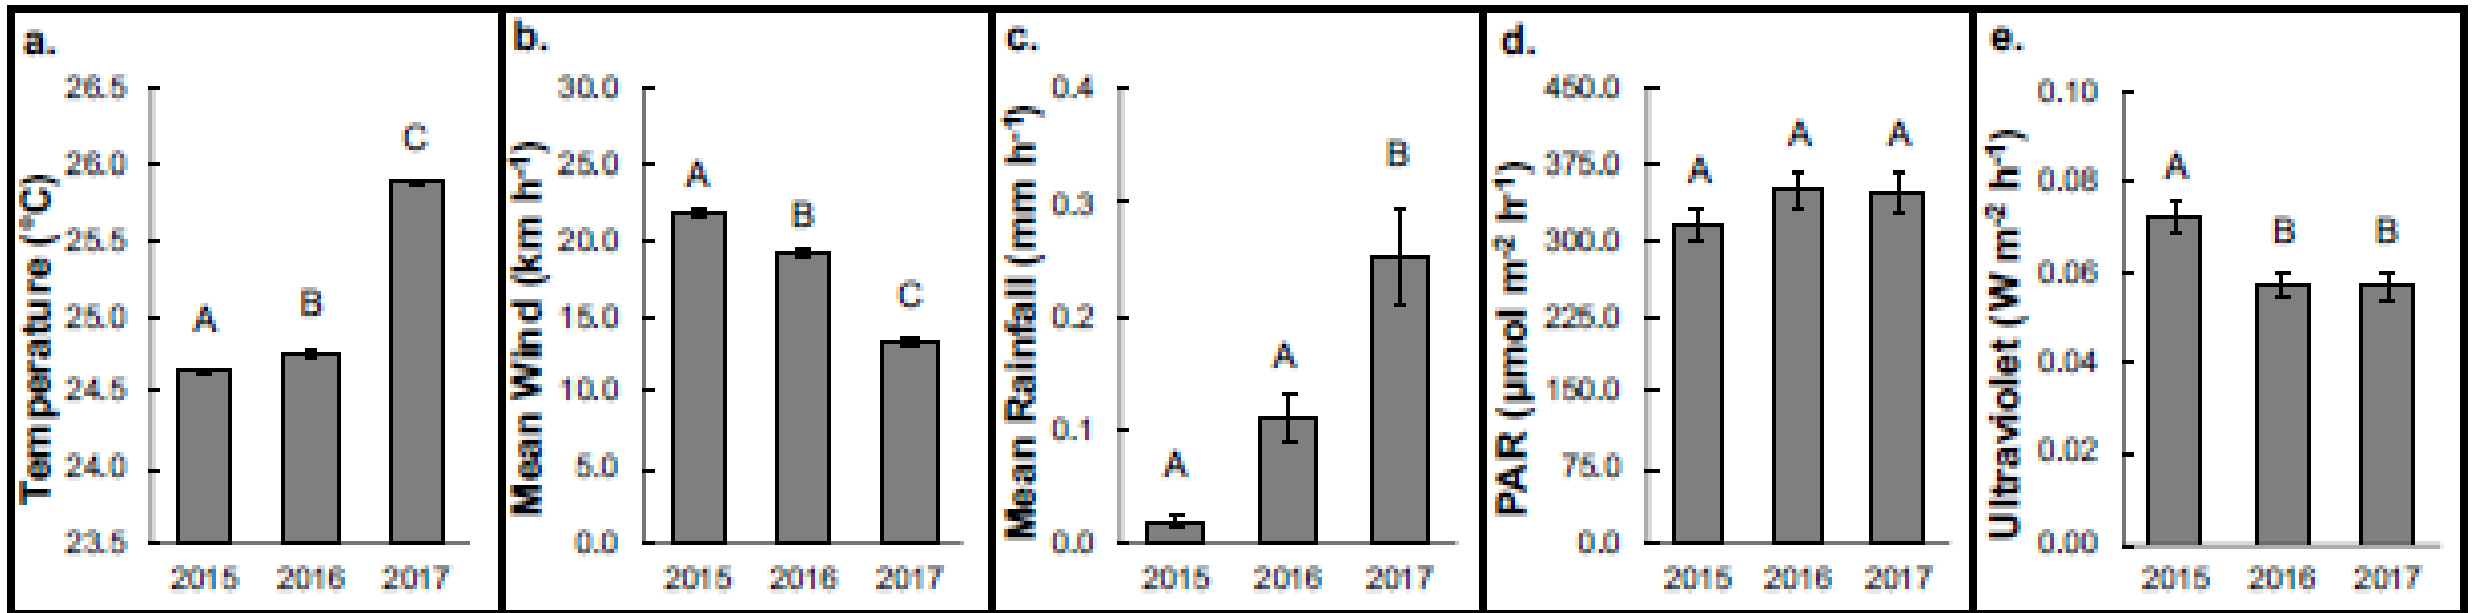 a.
Temperature (°C)
26.5
26.0
25.5
25.0
24.5
24.0
23.5
A
B
C
2015 2016 2017
b.
Mean Wind (km h⁻¹)
30.0
25.0
20.0
15.0
10.0
5.0
0.0
A
B
C
2015 2016 2017
c.
Mean Rainfall (mm h⁻¹)
0.4
0.3
0.2
0.1
0.0
A
A
B
2015 2016 2017
d.
PAR (µmol m⁻² h⁻¹)
450.0
375.0
300.0
225.0
150.0
75.0
0.0
A
A
A
2015 2016 2017
e.
Ultraviolet (W m⁻² h⁻¹)
0.10
0.08
0.06
0.04
0.02
0.00
A
B
B
2015 2016 2017